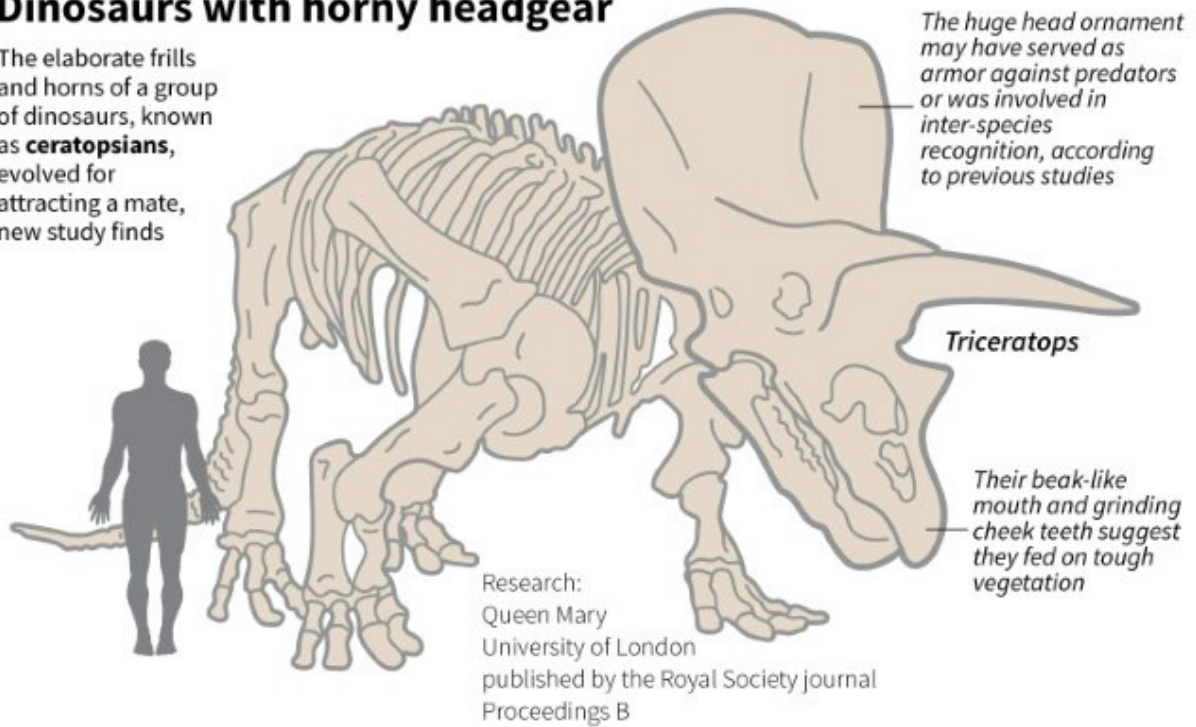 Dinosaurs with horny headgear
The elaborate frills
and horns of a group
of dinosaurs, known
as ceratopsians,
evolved for
attracting a mate,
new study finds
The huge head ornament
may have served as
armor against predators
or was involved in
inter-species
recognition, according
to previous studies
Triceratops
Their beak-like
mouth and grinding
cheek teeth suggest
they fed on tough
vegetation
Research:
Queen Mary
University of London
published by the Royal Society journal
Proceedings B